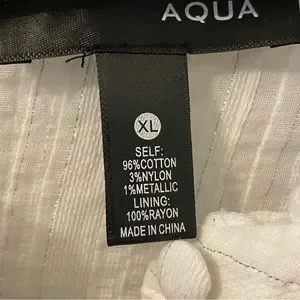 AQUA
XL
SELF:
96%COTTON
3%NYLON
1%METALLIC
LINING:
100%RAYON
MADE IN CHINA